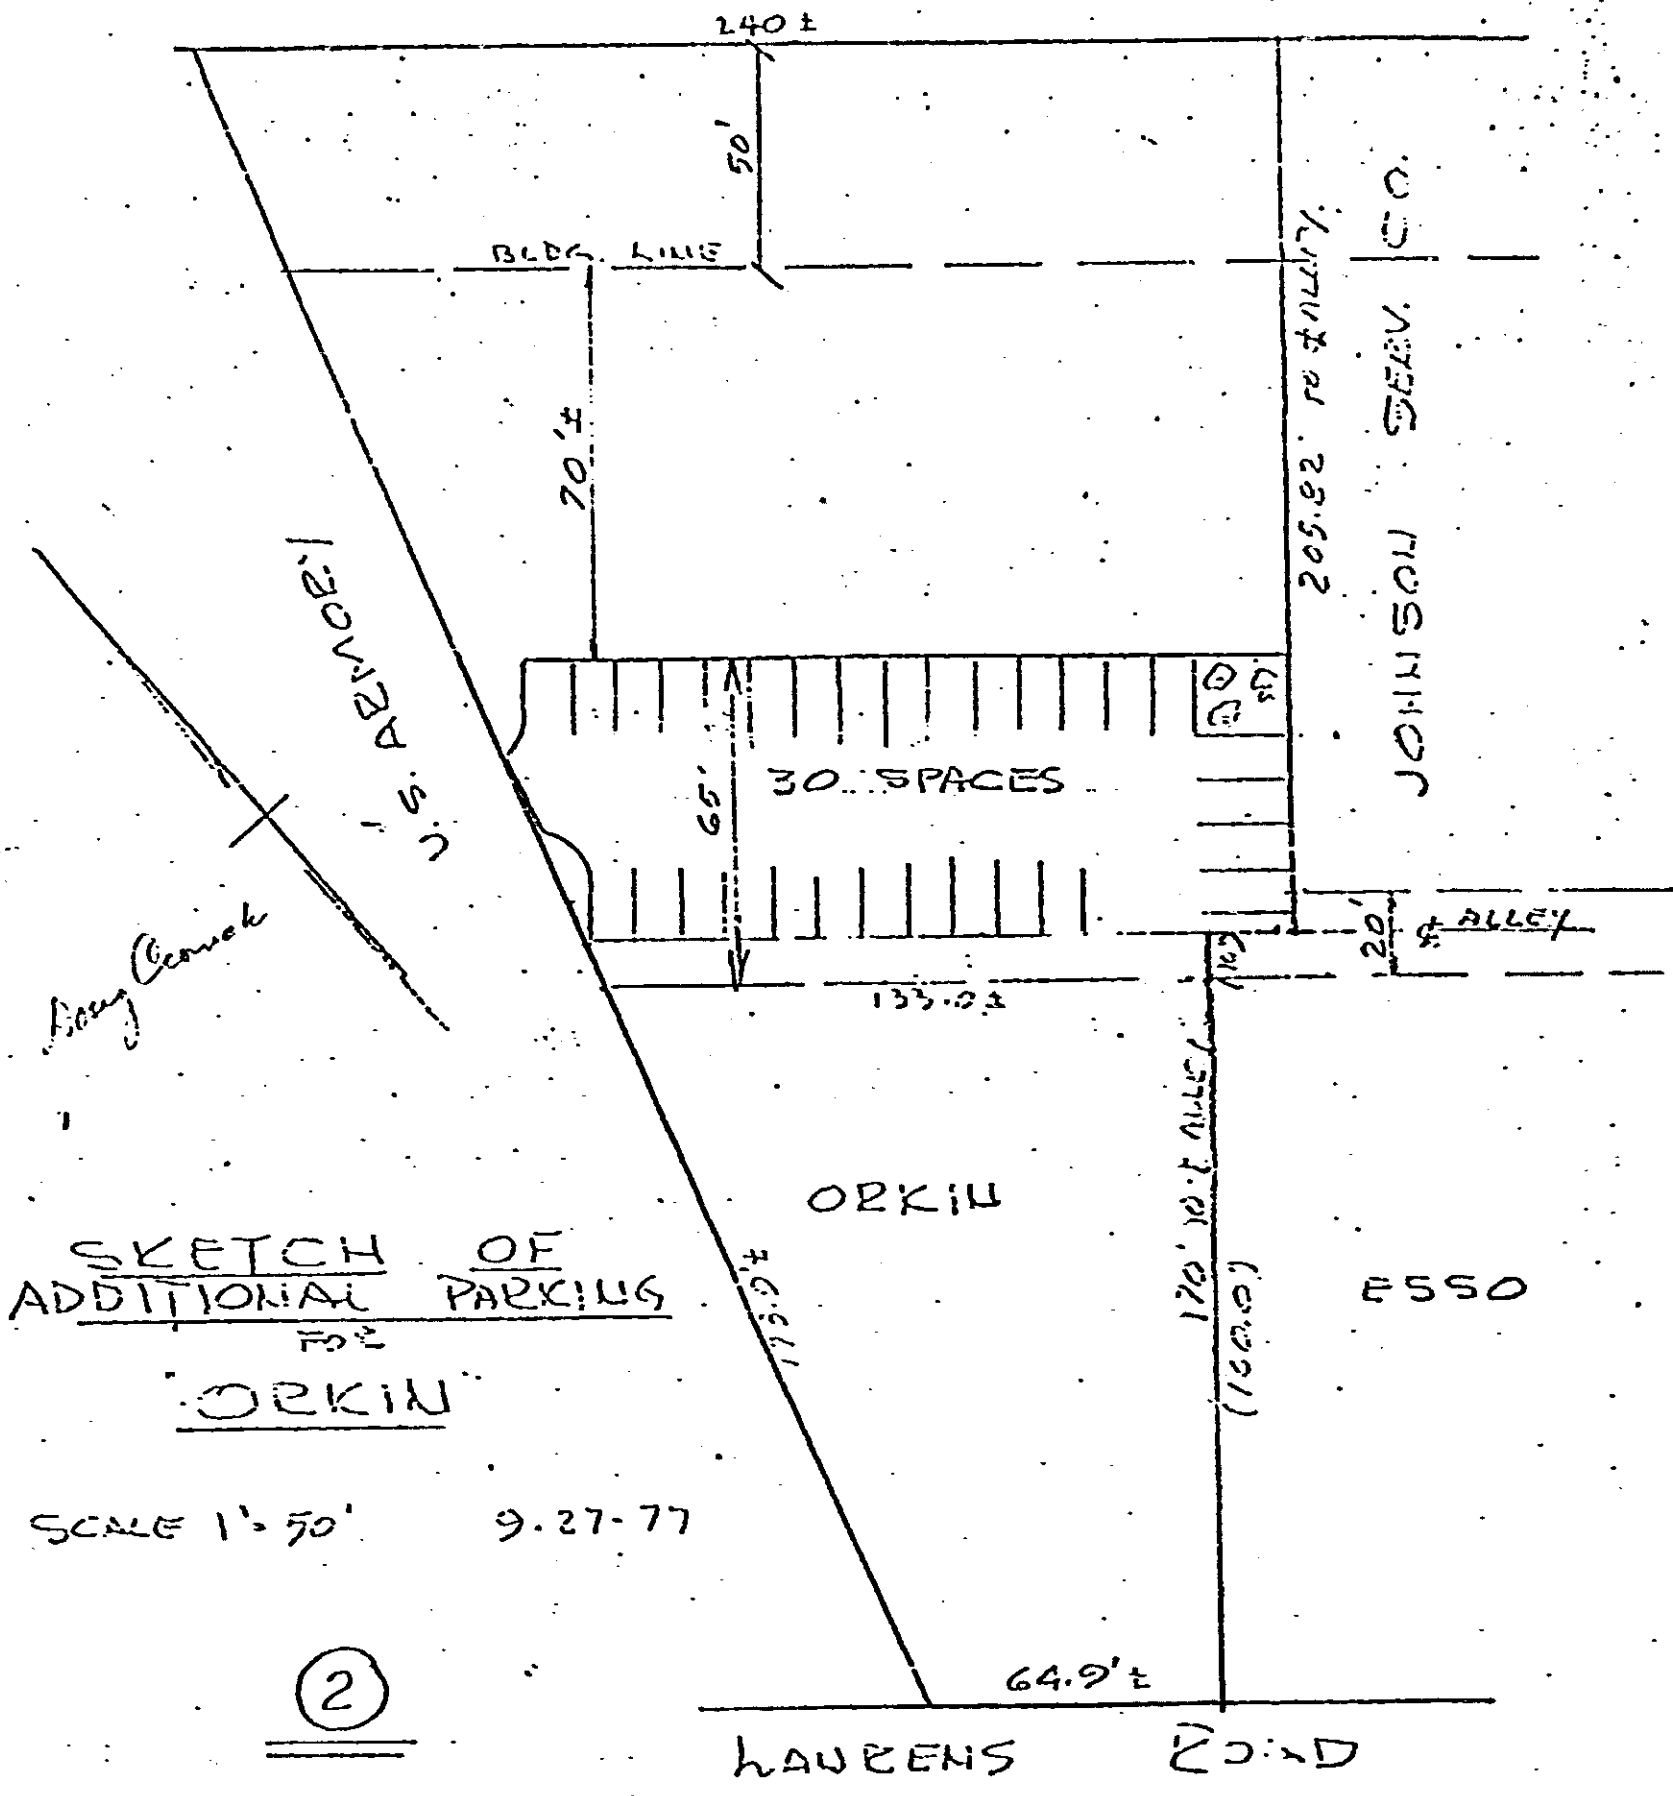 240 ±
50'
BLDG. LINE
70'±
205.82' TO ℄ ALLEY.
JOHNSON SERV. CO.
U.S. ARMORY
30 SPACES
65'
20'
℄ ALLEY
133.0±
ORKIN
170' TO ℄ ALLEY
(160.0)
ESSO
173.9'±
SKETCH OF
ADDITIONAL PARKING
FOR
ORKIN
SCALE 1"= 50' 9-27-77
2
64.9'±
LAURENS ROAD